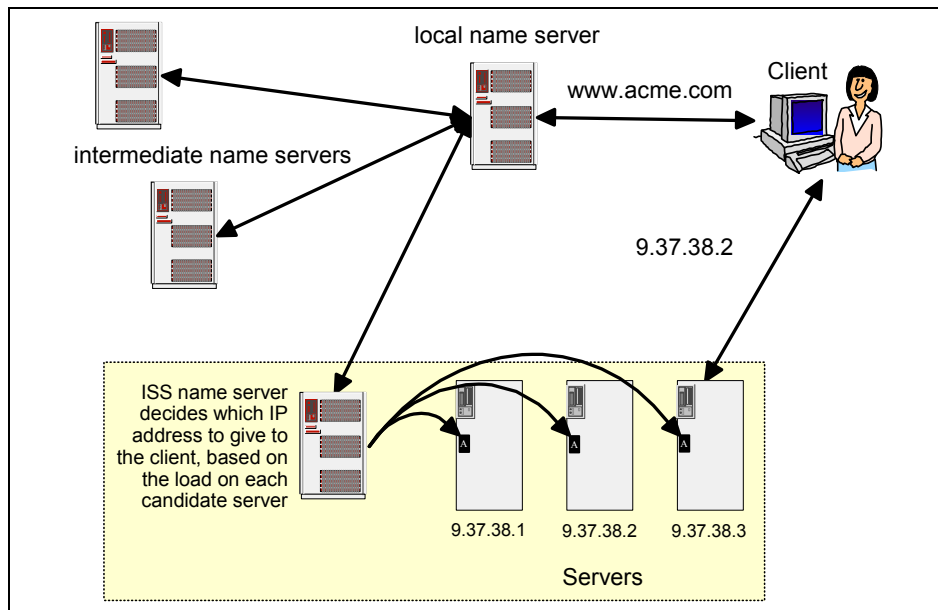 local name server
Client
www.acme.com
intermediate name servers
9.37.38.2
ISS name server
decides which IP
address to give to
the client, based on
the load on each
candidate server
A
A
A
9.37.38.1
9.37.38.2
9.37.38.3
Servers